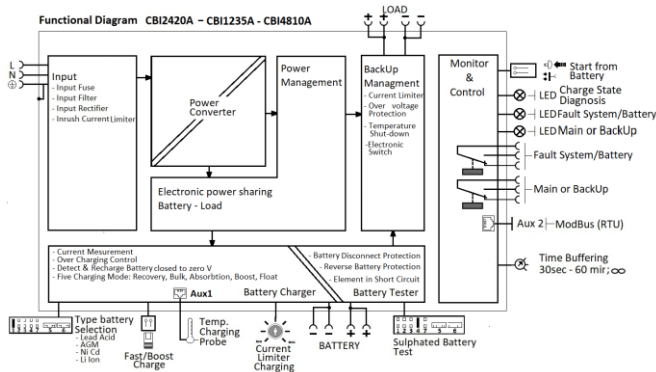 Functional Diagram CBI2420A – CBI1235A - CBI4810A
LOAD
+ + - -
L
N
Input
- Input Fuse
- Input Filter
- Input Rectifier
- Inrush Current Limiter
Power
Converter
Power
Management
BackUp
Managment
- Current Limiter
- Over voltage
Protection
- Temperature
Shut-down
-Electronic
Switch
Electronic power sharing
Battery - Load
Monitor
&
Control
Start from
Battery
LED Charge State
Diagnosis
LED Fault System/Battery
LED Main or BackUp
Fault System/Battery
Main or BackUp
Aux 2 ModBus (RTU)
Time Buffering
30sec - 60 mir; ∞
- Current Mesurement
- Over Charging Control
- Detect & Recharge Battery closed to zero V
- Five Charging Mode: Recovery, Bulk, Absorbtion, Boost, Float
Aux1
Battery Charger
- Battery Disconnect Protection
- Reverse Battery Protection
- Element in Short Circuit
Battery Tester
Type battery
Selection
- Lead Acid
- AGM
- Ni Cd
- Li Ion
Fast/Boost
Charge
Temp.
Charging
Probe
Current
Limiter
Charging
- - + +
BATTERY
Sulphated Battery
Test